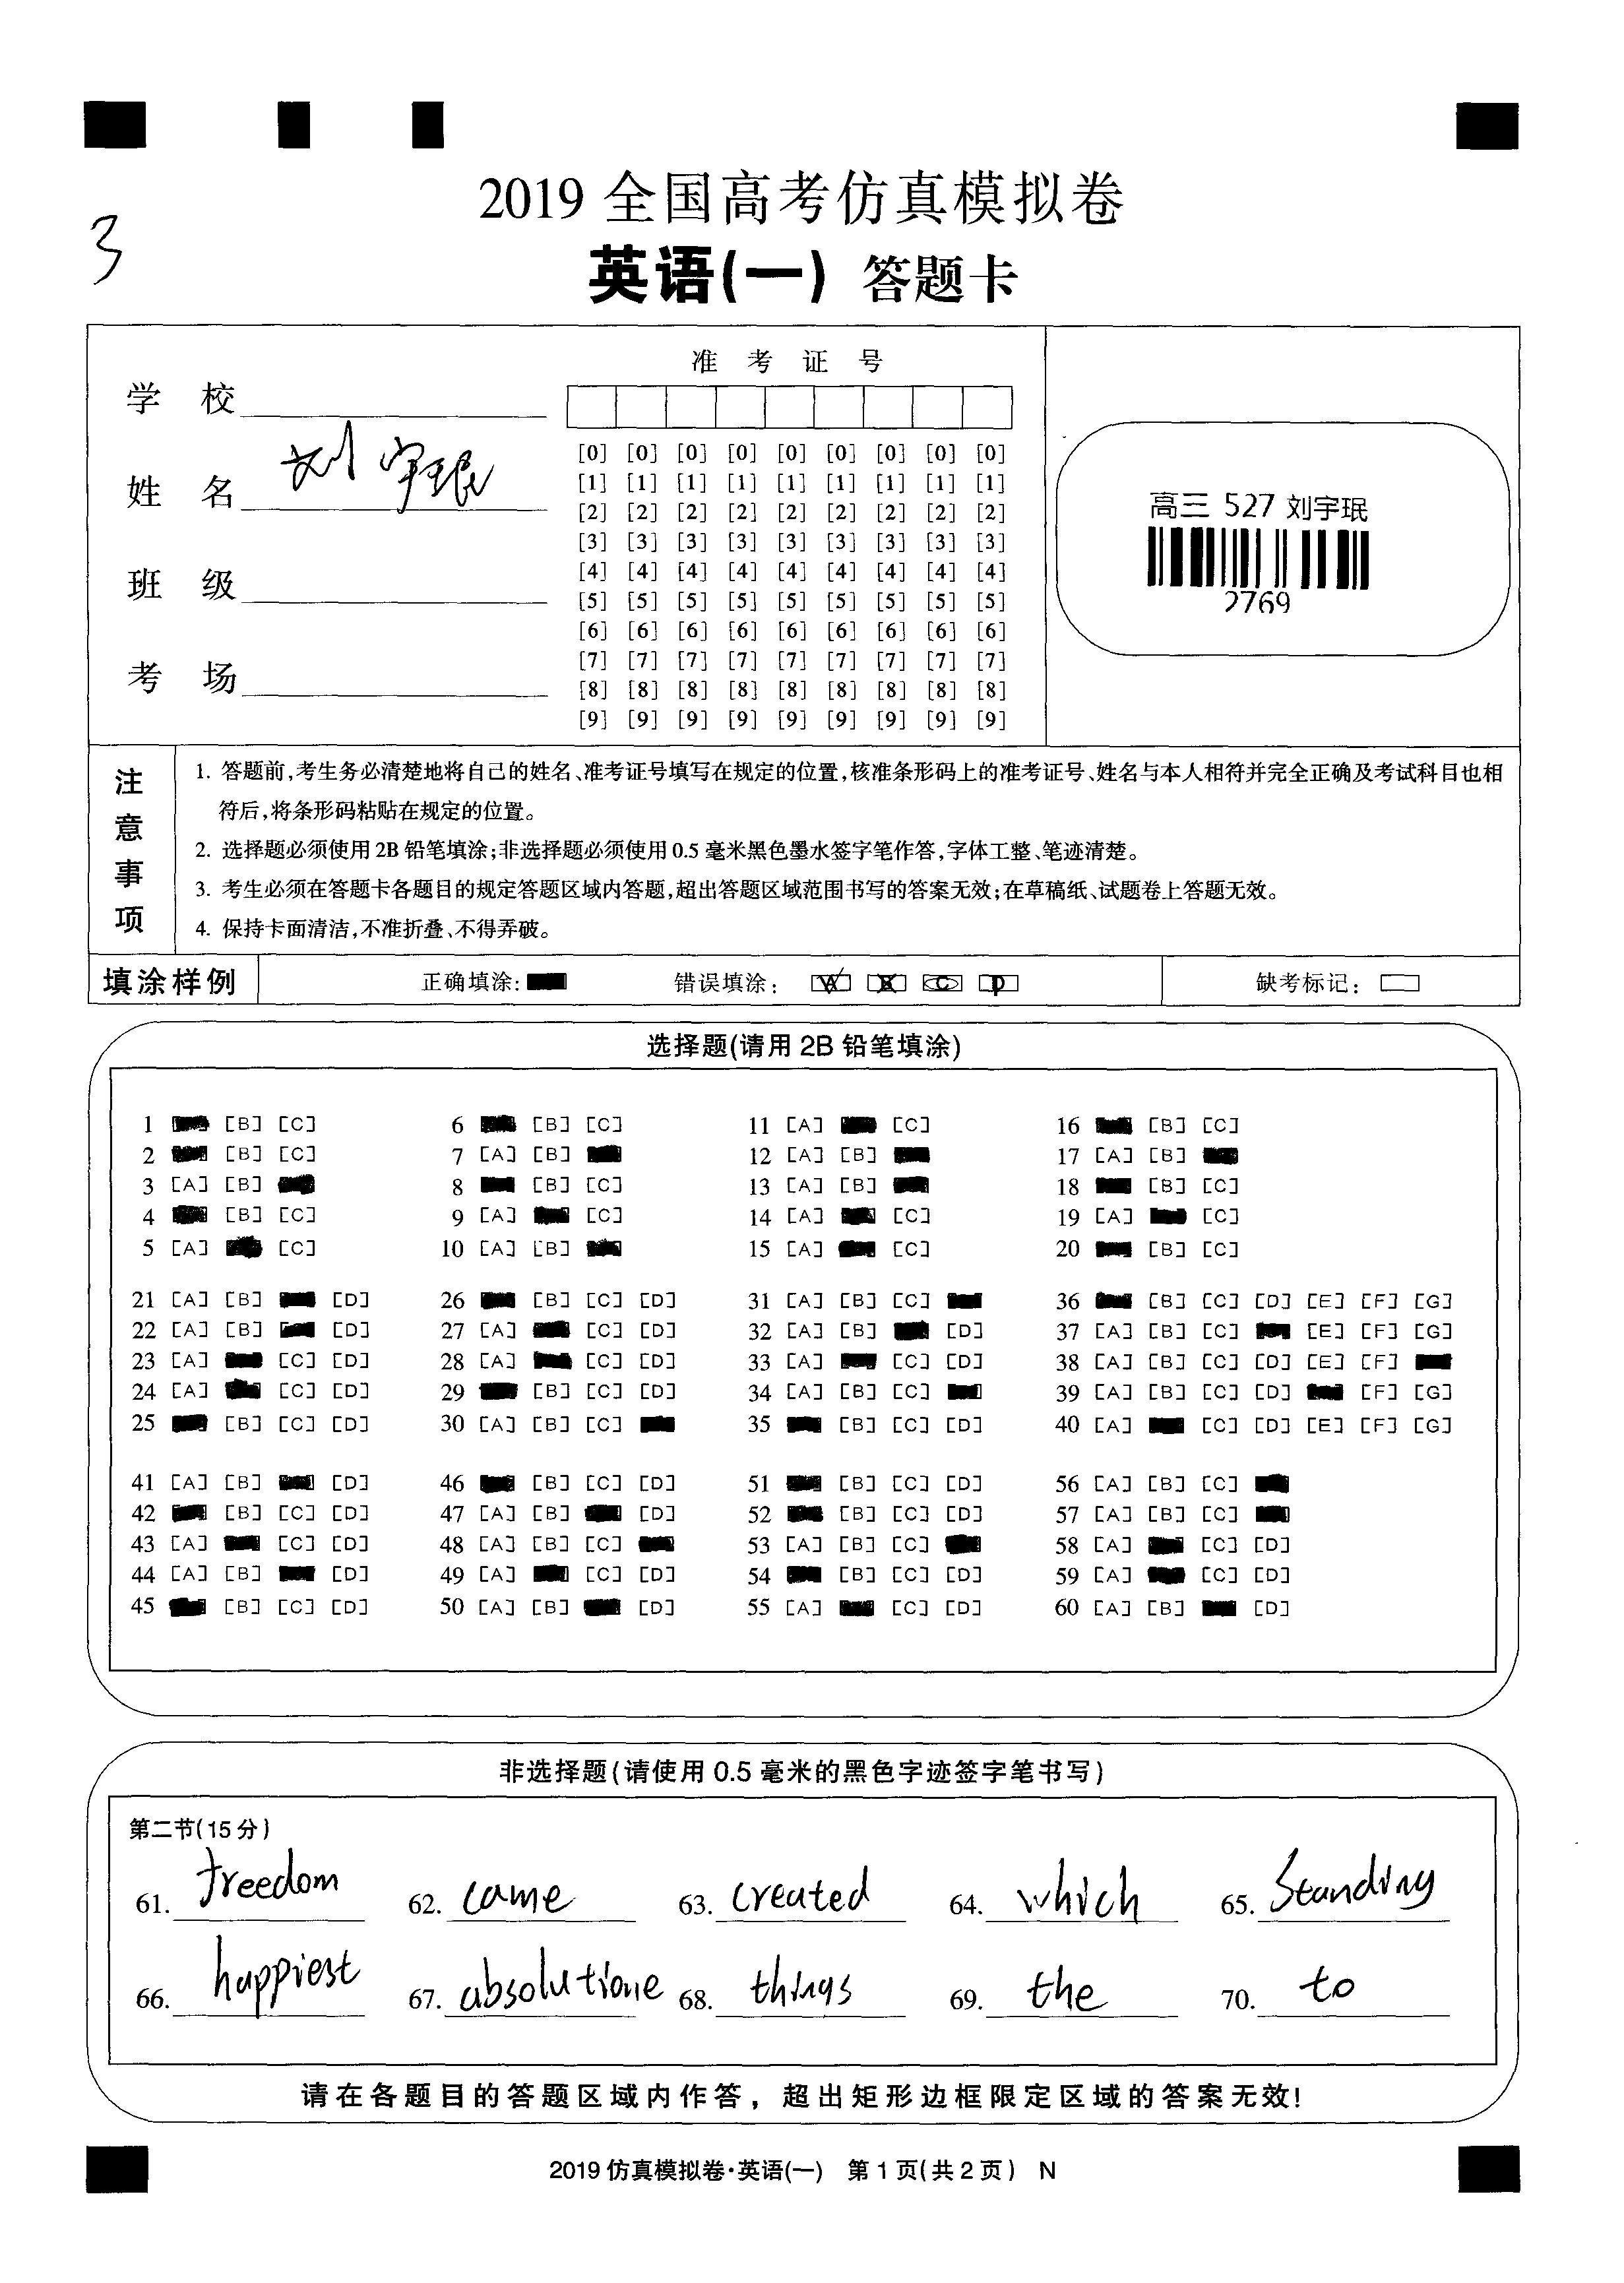 2019 全国高考仿真模拟卷
3
英语(一) 答题卡
准 考 证 号
学 校
姓 名 刘宇珉
班 级
考 场
[0] [0] [0] [0] [0] [0] [0] [0] [0]
[1] [1] [1] [1] [1] [1] [1] [1] [1]
[2] [2] [2] [2] [2] [2] [2] [2] [2]
[3] [3] [3] [3] [3] [3] [3] [3] [3]
[4] [4] [4] [4] [4] [4] [4] [4] [4]
[5] [5] [5] [5] [5] [5] [5] [5] [5]
[6] [6] [6] [6] [6] [6] [6] [6] [6]
[7] [7] [7] [7] [7] [7] [7] [7] [7]
[8] [8] [8] [8] [8] [8] [8] [8] [8]
[9] [9] [9] [9] [9] [9] [9] [9] [9]
高三 527 刘宇珉
2769
注意事项
1. 答题前,考生务必清楚地将自己的姓名、准考证号填写在规定的位置,核准条形码上的准考证号、姓名与本人相符并完全正确及考试科目也相
符后,将条形码粘贴在规定的位置。
2. 选择题必须使用 2B 铅笔填涂;非选择题必须使用 0.5 毫米黑色墨水签字笔作答,字体工整、笔迹清楚。
3. 考生必须在答题卡各题目的规定答题区域内答题,超出答题区域范围书写的答案无效;在草稿纸、试题卷上答题无效。
4. 保持卡面清洁,不准折叠、不得弄破。
填涂样例 正确填涂: 错误填涂: A B C D 缺考标记:
选择题(请用 2B 铅笔填涂)
1 [B] [C] 6 [B] [C] 11 [A] [C] 16 [B] [C]
2 [B] [C] 7 [A] [B] 12 [A] [B] 17 [A] [B]
3 [A] [B] 8 [B] [C] 13 [A] [B] 18 [B] [C]
4 [B] [C] 9 [A] [C] 14 [A] [C] 19 [A] [C]
5 [A] [C] 10 [A] [B] 15 [A] [C] 20 [B] [C]
21 [A] [B] [D] 26 [B] [C] [D] 31 [A] [B] [C] 36 [B] [C] [D] [E] [F] [G]
22 [A] [B] [D] 27 [A] [C] [D] 32 [A] [B] [D] 37 [A] [B] [C] [E] [F] [G]
23 [A] [C] [D] 28 [A] [C] [D] 33 [A] [C] [D] 38 [A] [B] [C] [D] [E] [F]
24 [A] [C] [D] 29 [B] [C] [D] 34 [A] [B] [C] 39 [A] [B] [C] [D] [F] [G]
25 [B] [C] [D] 30 [A] [B] [C] 35 [B] [C] [D] 40 [A] [C] [D] [E] [F] [G]
41 [A] [B] [D] 46 [B] [C] [D] 51 [B] [C] [D] 56 [A] [B] [C]
42 [B] [C] [D] 47 [A] [B] [D] 52 [B] [C] [D] 57 [A] [B] [C]
43 [A] [C] [D] 48 [A] [B] [C] 53 [A] [B] [C] 58 [A] [C] [D]
44 [A] [B] [D] 49 [A] [C] [D] 54 [B] [C] [D] 59 [A] [C] [D]
45 [B] [C] [D] 50 [A] [B] [D] 55 [A] [C] [D] 60 [A] [B] [D]
非选择题(请使用 0.5 毫米的黑色字迹签字笔书写)
第二节(15 分)
61. freedom 62. came 63. created 64. which 65. standing
66. happiest 67. absolutione 68. things 69. the 70. to
请在各题目的答题区域内作答，超出矩形边框限定区域的答案无效!
2019 仿真模拟卷·英语(一) 第 1 页(共 2 页) N